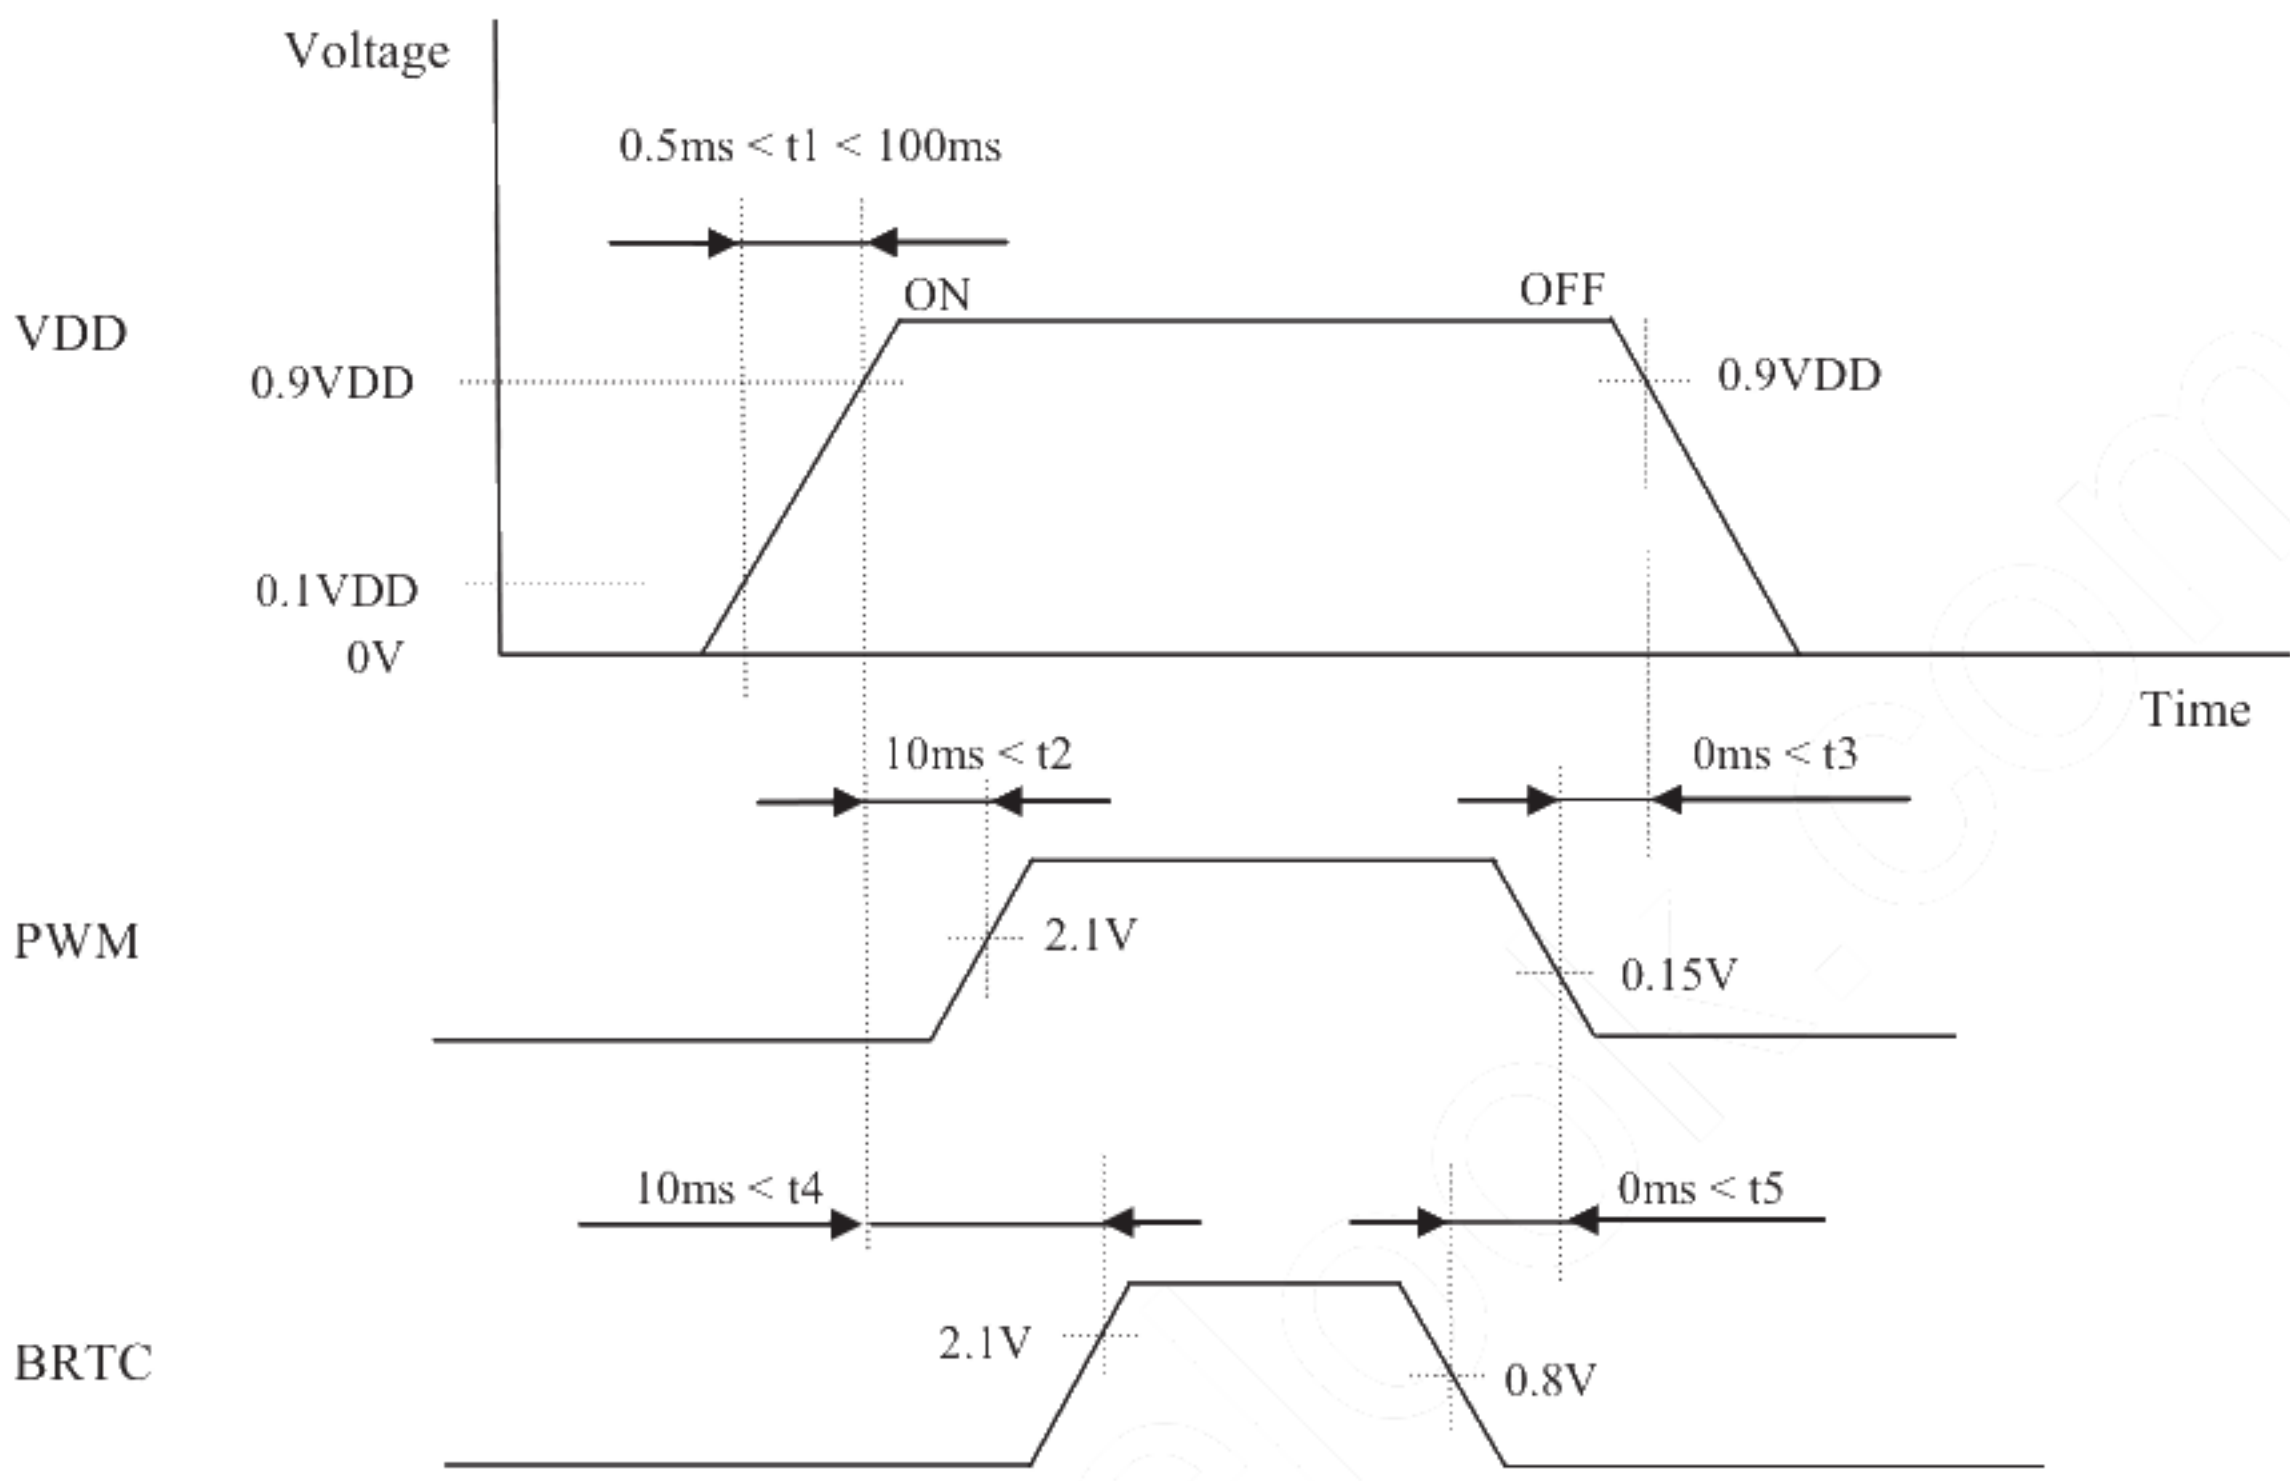 Voltage
0.5ms < t1 < 100ms
ON
OFF
VDD
0.9VDD
0.9VDD
0.1VDD
0V
Time
10ms < t2
0ms < t3
PWM
2.1V
0.15V
10ms < t4
0ms < t5
BRTC
2.1V
0.8V